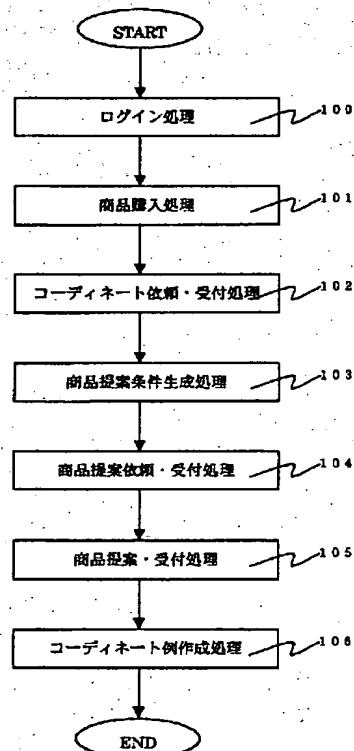 START
ログイン処理
100
商品購入処理
101
コーディネート依頼・受付処理
102
商品提案条件生成処理
103
商品提案依頼・受付処理
104
商品提案・受付処理
105
コーディネート例作成処理
106
END